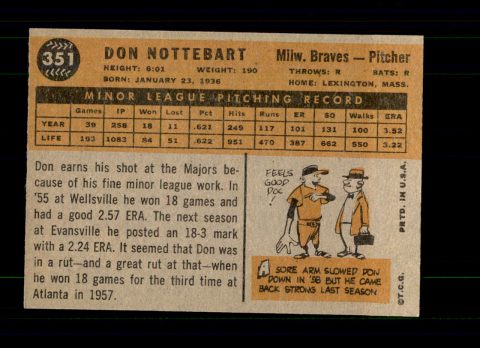 351
DON NOTTEBART
Milw. Braves — Pitcher
HEIGHT: 6:01 WEIGHT: 190
THROWS: R BATS: R
BORN: JANUARY 23, 1936
HOME: LEXINGTON, MASS.
MINOR LEAGUE PITCHING RECORD
Games IP Won Lost Pct Hits Runs ER SO Walks ERA
YEAR 39 258 18 11 .621 249 117 101 131 100 3.52
LIFE 193 1083 84 51 .622 951 470 387 662 550 3.22
Don earns his shot at the Majors be-
cause of his fine minor league work. In
'55 at Wellsville he won 18 games and
had a good 2.57 ERA. The next season
at Evansville he posted an 18-3 mark
with a 2.24 ERA. It seemed that Don was
in a rut—and a great rut at that—when
he won 18 games for the third time at
Atlanta in 1957.
FEELS
GOOD
DOC!
A SORE ARM SLOWED DON
DOWN IN '58 BUT HE CAME
BACK STRONG LAST SEASON
©T.C.G. PRTD. IN U.S.A.